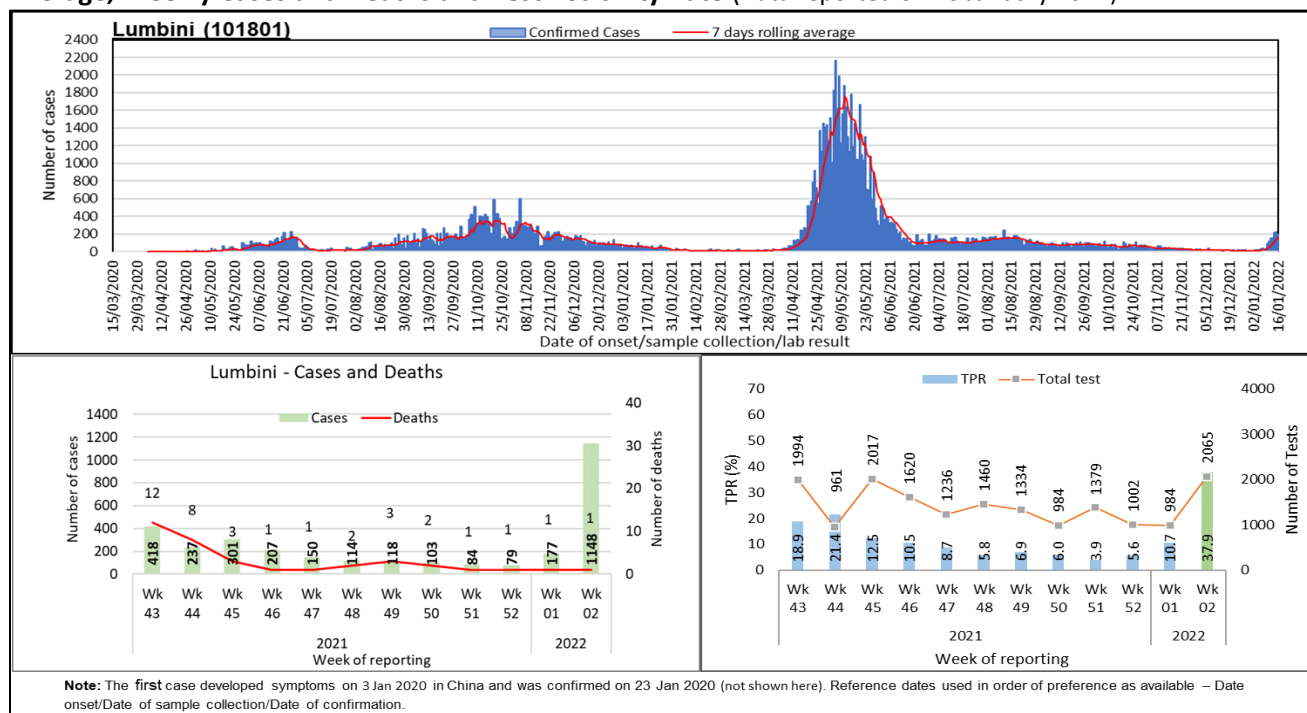 Lumbini (101801)
Confirmed Cases 7 days rolling average
Number of cases
2400
2200
2000
1800
1600
1400
1200
1000
800
600
400
200
0
15/03/2020 29/03/2020 12/04/2020 26/04/2020 10/05/2020 24/05/2020 07/06/2020 21/06/2020 05/07/2020 19/07/2020 02/08/2020 16/08/2020 30/08/2020 13/09/2020 27/09/2020 11/10/2020 25/10/2020 08/11/2020 22/11/2020 06/12/2020 20/12/2020 03/01/2021 17/01/2021 31/01/2021 14/02/2021 28/02/2021 14/03/2021 28/03/2021 11/04/2021 25/04/2021 09/05/2021 23/05/2021 06/06/2021 20/06/2021 04/07/2021 18/07/2021 01/08/2021 15/08/2021 29/08/2021 12/09/2021 26/09/2021 10/10/2021 24/10/2021 07/11/2021 21/11/2021 05/12/2021 19/12/2021 02/01/2022 16/01/2022
Date of onset/sample collection/lab result
Lumbini - Cases and Deaths
Cases Deaths
Number of cases
1400
1200
1000
800
600
400
200
0
12 8 3 1 1 2 3 2 1 1 1 1
418 237 301 207 150 114 118 103 84 79 177 1148
40
30
20
10
0
Number of deaths
Wk Wk Wk Wk Wk Wk Wk Wk Wk Wk Wk Wk
43 44 45 46 47 48 49 50 51 52 01 02
2021 2022
Week of reporting
TPR Total test
TPR (%)
70
60
50
40
30
20
10
0
1994 961 2017 1620 1236 1460 1334 984 1379 1002 984 2065
18.9 21.4 12.5 10.5 8.7 5.8 6.9 6.0 3.9 5.6 10.7 37.9
4000
3000
2000
1000
0
Number of Tests
Wk Wk Wk Wk Wk Wk Wk Wk Wk Wk Wk Wk
43 44 45 46 47 48 49 50 51 52 01 02
2021 2022
Week of reporting
Note: The first case developed symptoms on 3 Jan 2020 in China and was confirmed on 23 Jan 2020 (not shown here). Reference dates used in order of preference as available – Date
onset/Date of sample collection/Date of confirmation.